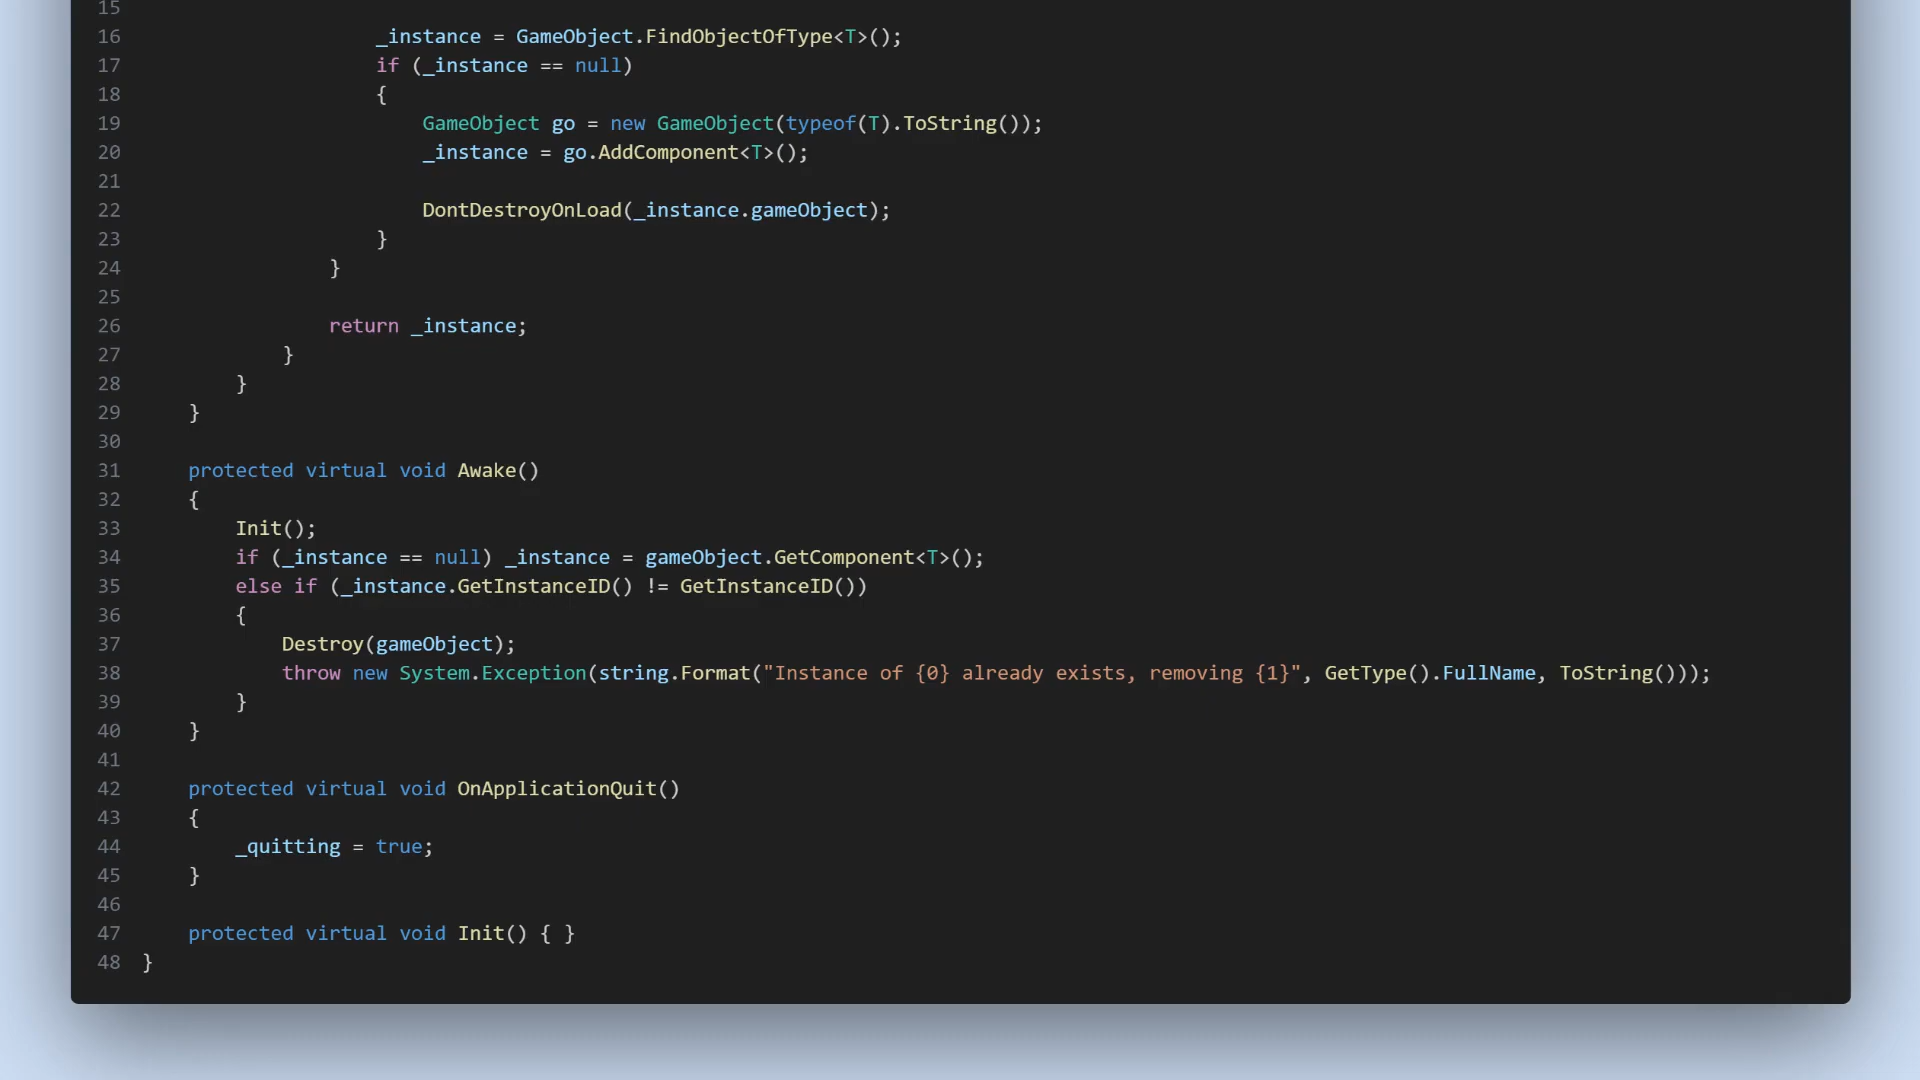 15
16 _instance = GameObject.FindObjectOfType<T>();
17 if (_instance == null)
18 {
19 GameObject go = new GameObject(typeof(T).ToString());
20 _instance = go.AddComponent<T>();
21
22 DontDestroyOnLoad(_instance.gameObject);
23 }
24 }
25
26 return _instance;
27 }
28 }
29 }
30
31 protected virtual void Awake()
32 {
33 Init();
34 if (_instance == null) _instance = gameObject.GetComponent<T>();
35 else if (_instance.GetInstanceID() != GetInstanceID())
36 {
37 Destroy(gameObject);
38 throw new System.Exception(string.Format("Instance of {0} already exists, removing {1}", GetType().FullName, ToString()));
39 }
40 }
41
42 protected virtual void OnApplicationQuit()
43 {
44 _quitting = true;
45 }
46
47 protected virtual void Init() { }
48 }